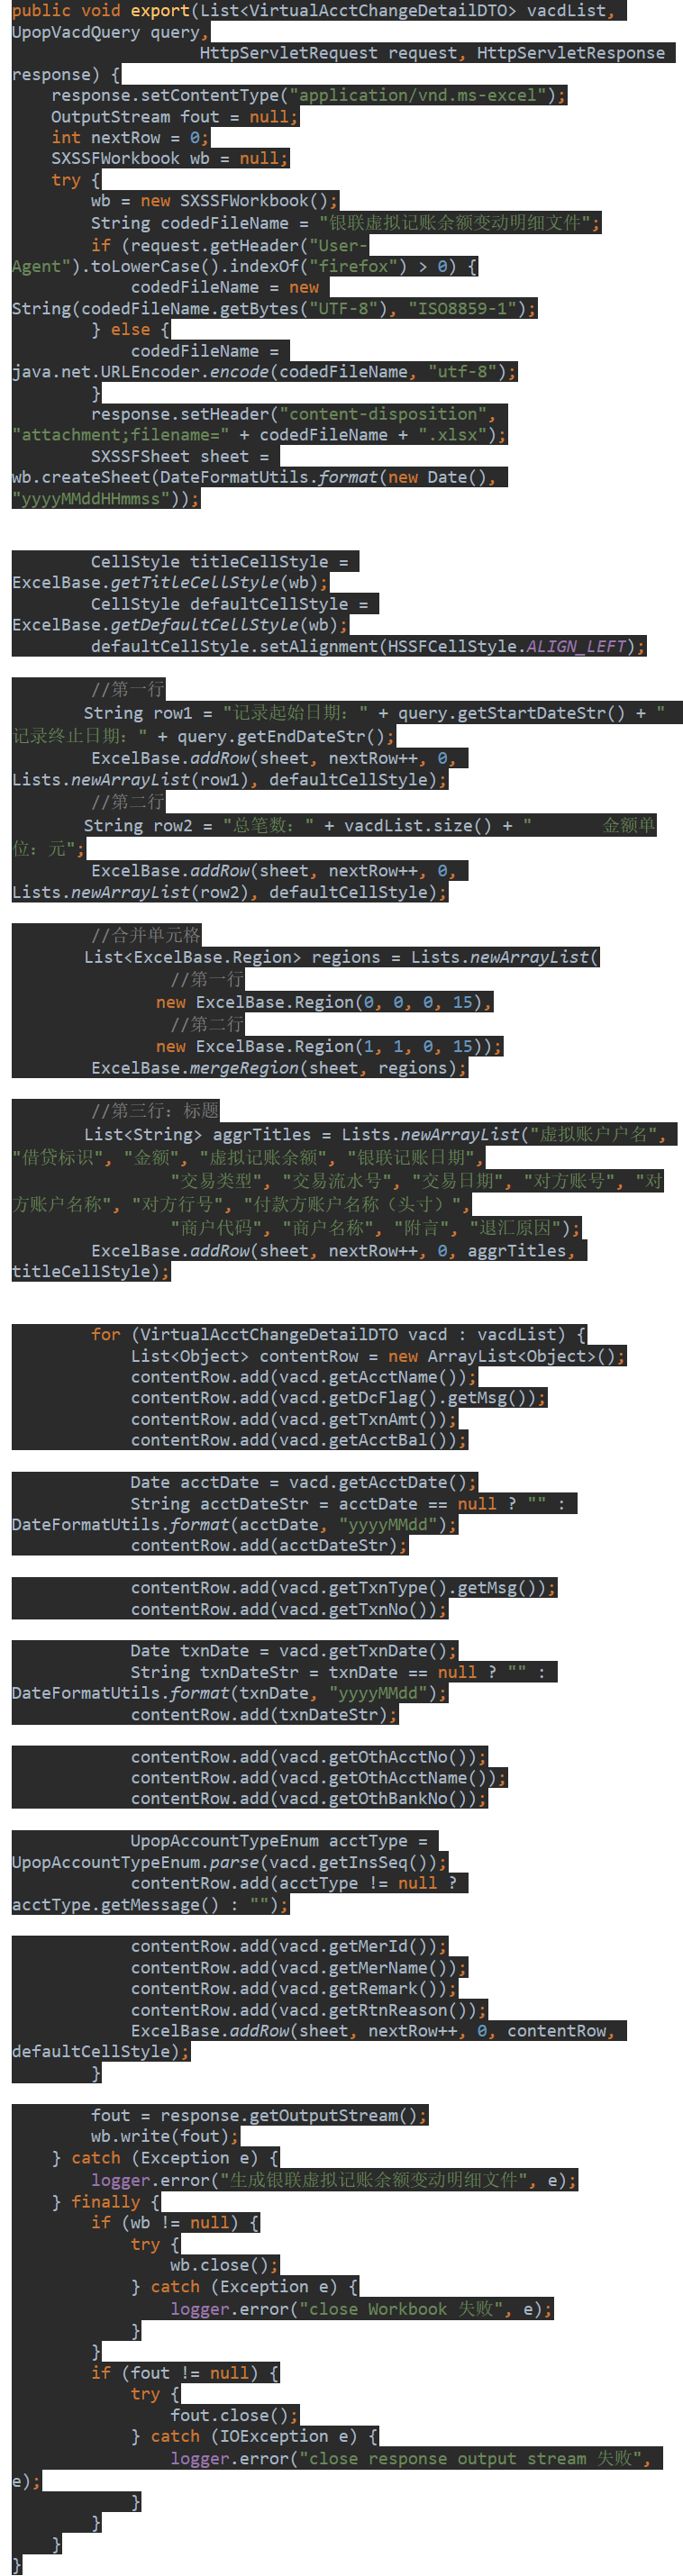 public void export(List<VirtualAcctChangeDetailDTO> vacdList,
UpopVacdQuery query,
                   HttpServletRequest request, HttpServletResponse
response) {
    response.setContentType("application/vnd.ms-excel");
    OutputStream fout = null;
    int nextRow = 0;
    SXSSFWorkbook wb = null;
    try {
        wb = new SXSSFWorkbook();
        String codedFileName = "银联虚拟记账余额变动明细文件";
        if (request.getHeader("User-
Agent").toLowerCase().indexOf("firefox") > 0) {
            codedFileName = new
String(codedFileName.getBytes("UTF-8"), "ISO8859-1");
        } else {
            codedFileName =
java.net.URLEncoder.encode(codedFileName, "utf-8");
        }
        response.setHeader("content-disposition",
"attachment;filename=" + codedFileName + ".xlsx");
        SXSSFSheet sheet =
wb.createSheet(DateFormatUtils.format(new Date(),
"yyyyMMddHHmmss"));

        CellStyle titleCellStyle =
ExcelBase.getTitleCellStyle(wb);
        CellStyle defaultCellStyle =
ExcelBase.getDefaultCellStyle(wb);
        defaultCellStyle.setAlignment(HSSFCellStyle.ALIGN_LEFT);

        //第一行
        String row1 = "记录起始日期：" + query.getStartDateStr() + "
记录终止日期：" + query.getEndDateStr();
        ExcelBase.addRow(sheet, nextRow++, 0,
Lists.newArrayList(row1), defaultCellStyle);
        //第二行
        String row2 = "总笔数：" + vacdList.size() + "       金额单
位：元";
        ExcelBase.addRow(sheet, nextRow++, 0,
Lists.newArrayList(row2), defaultCellStyle);

        //合并单元格
        List<ExcelBase.Region> regions = Lists.newArrayList(
                //第一行
                new ExcelBase.Region(0, 0, 0, 15),
                //第二行
                new ExcelBase.Region(1, 1, 0, 15));
        ExcelBase.mergeRegion(sheet, regions);

        //第三行：标题
        List<String> aggrTitles = Lists.newArrayList("虚拟账户户名",
"借贷标识", "金额", "虚拟记账余额", "银联记账日期",
                "交易类型", "交易流水号", "交易日期", "对方账号", "对
方账户名称", "对方行号", "付款方账户名称（头寸）",
                "商户代码", "商户名称", "附言", "退汇原因");
        ExcelBase.addRow(sheet, nextRow++, 0, aggrTitles,
titleCellStyle);

        for (VirtualAcctChangeDetailDTO vacd : vacdList) {
            List<Object> contentRow = new ArrayList<Object>();
            contentRow.add(vacd.getAcctName());
            contentRow.add(vacd.getDcFlag().getMsg());
            contentRow.add(vacd.getTxnAmt());
            contentRow.add(vacd.getAcctBal());

            Date acctDate = vacd.getAcctDate();
            String acctDateStr = acctDate == null ? "" :
DateFormatUtils.format(acctDate, "yyyyMMdd");
            contentRow.add(acctDateStr);

            contentRow.add(vacd.getTxnType().getMsg());
            contentRow.add(vacd.getTxnNo());

            Date txnDate = vacd.getTxnDate();
            String txnDateStr = txnDate == null ? "" :
DateFormatUtils.format(txnDate, "yyyyMMdd");
            contentRow.add(txnDateStr);

            contentRow.add(vacd.getOthAcctNo());
            contentRow.add(vacd.getOthAcctName());
            contentRow.add(vacd.getOthBankNo());

            UpopAccountTypeEnum acctType =
UpopAccountTypeEnum.parse(vacd.getInsSeq());
            contentRow.add(acctType != null ?
acctType.getMessage() : "");

            contentRow.add(vacd.getMerId());
            contentRow.add(vacd.getMerName());
            contentRow.add(vacd.getRemark());
            contentRow.add(vacd.getRtnReason());
            ExcelBase.addRow(sheet, nextRow++, 0, contentRow,
defaultCellStyle);
        }

        fout = response.getOutputStream();
        wb.write(fout);
    } catch (Exception e) {
        logger.error("生成银联虚拟记账余额变动明细文件", e);
    } finally {
        if (wb != null) {
            try {
                wb.close();
            } catch (Exception e) {
                logger.error("close Workbook 失败", e);
            }
        }
        if (fout != null) {
            try {
                fout.close();
            } catch (IOException e) {
                logger.error("close response output stream 失败",
e);
            }
        }
    }
}